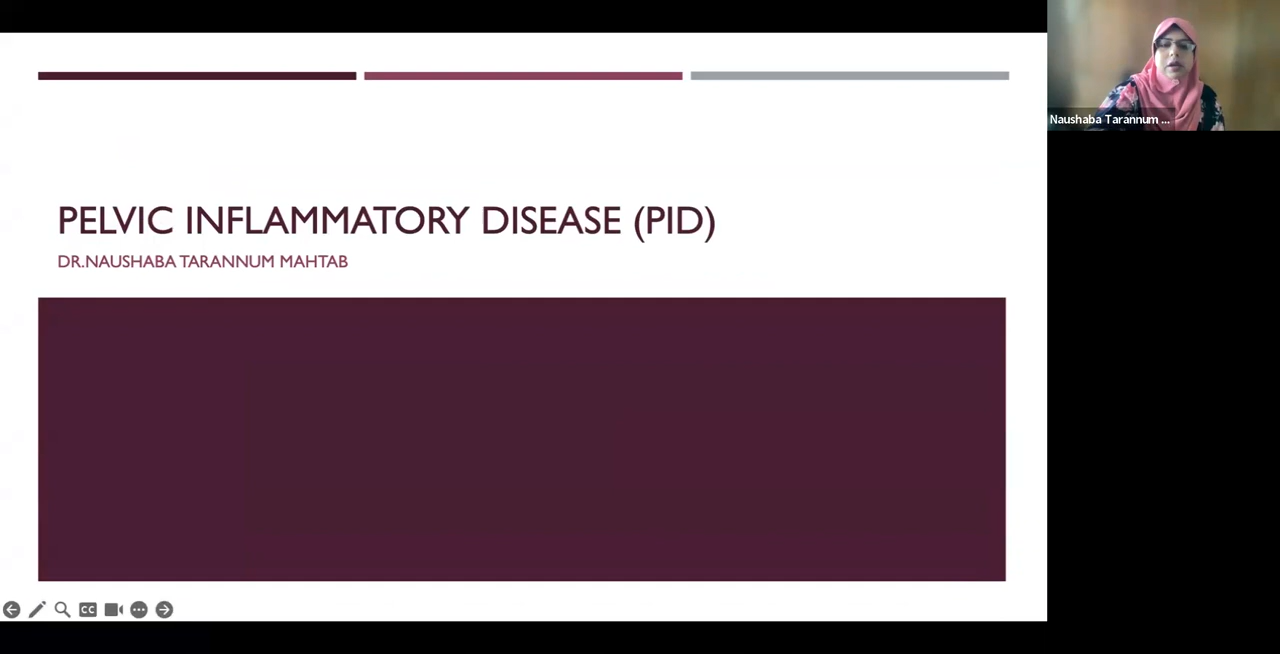 PELVIC INFLAMMATORY DISEASE (PID)
DR.NAUSHABA TARANNUM MAHTAB
Naushaba Tarannum ...
CC